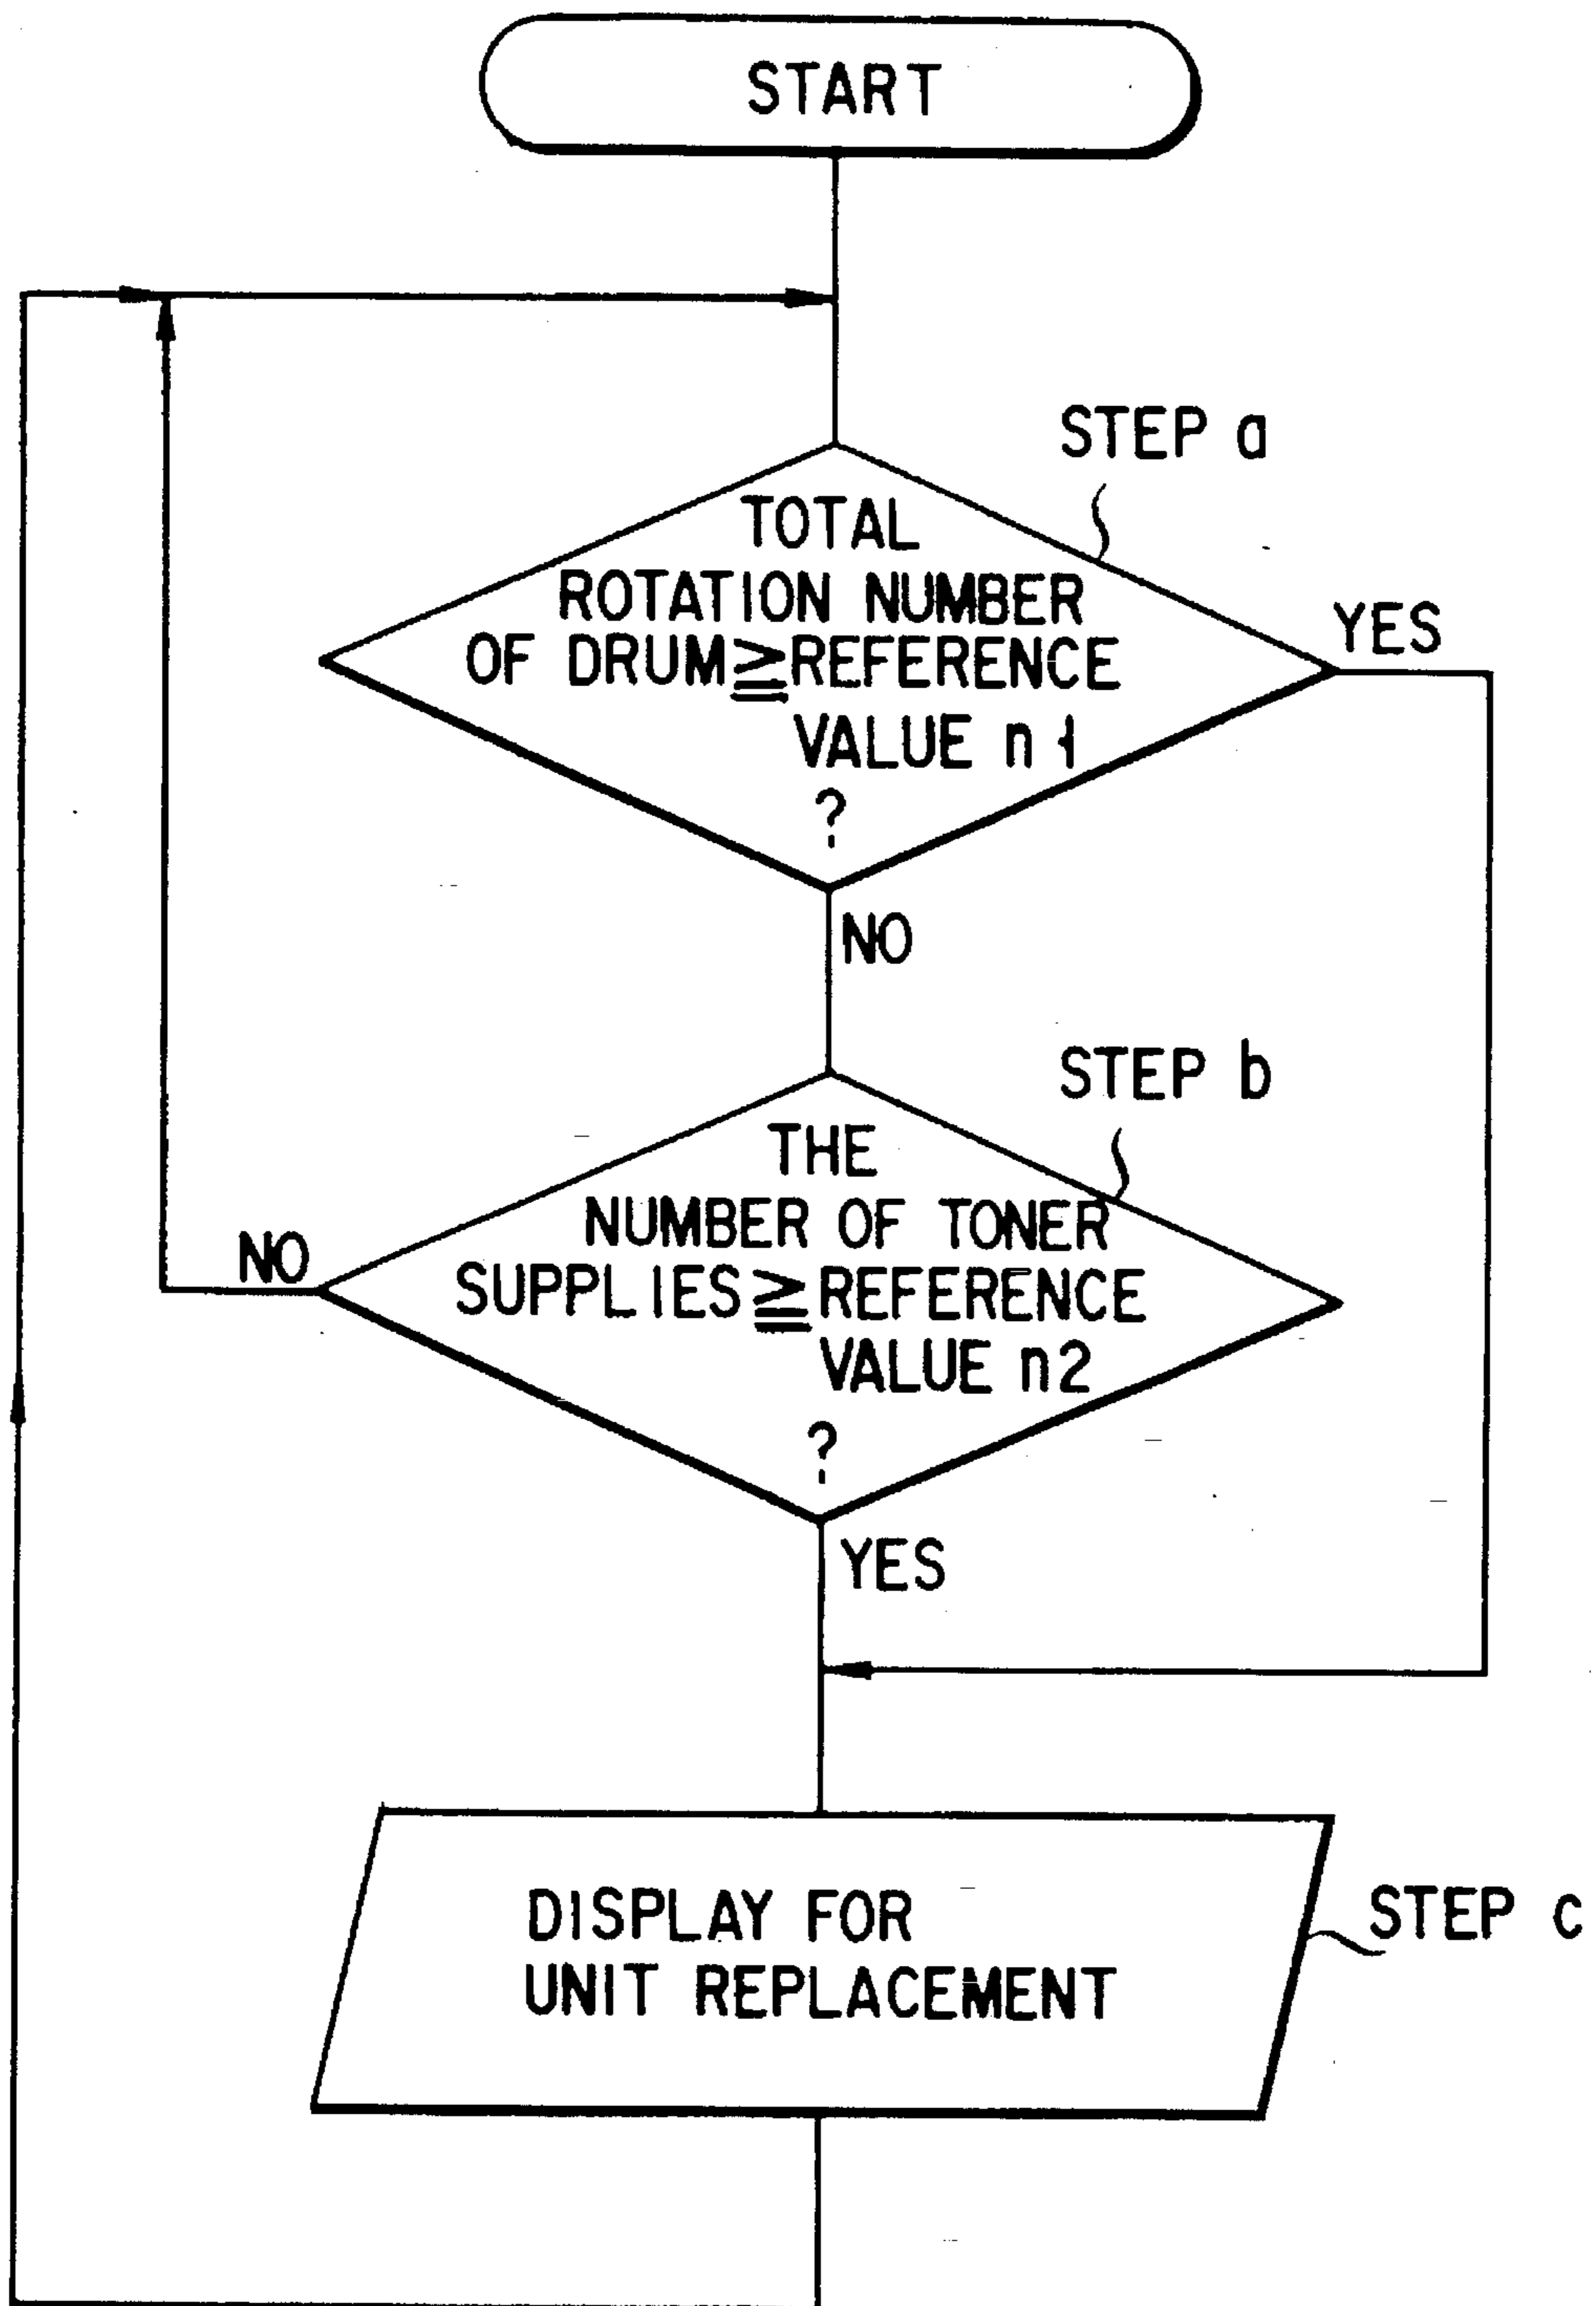 START
STEP a
TOTAL
ROTATION NUMBER
OF DRUM≧REFERENCE
VALUE n1
?
YES
NO
STEP b
THE
NUMBER OF TONER
SUPPLIES≧REFERENCE
VALUE n2
?
NO
YES
DISPLAY FOR
UNIT REPLACEMENT
STEP c